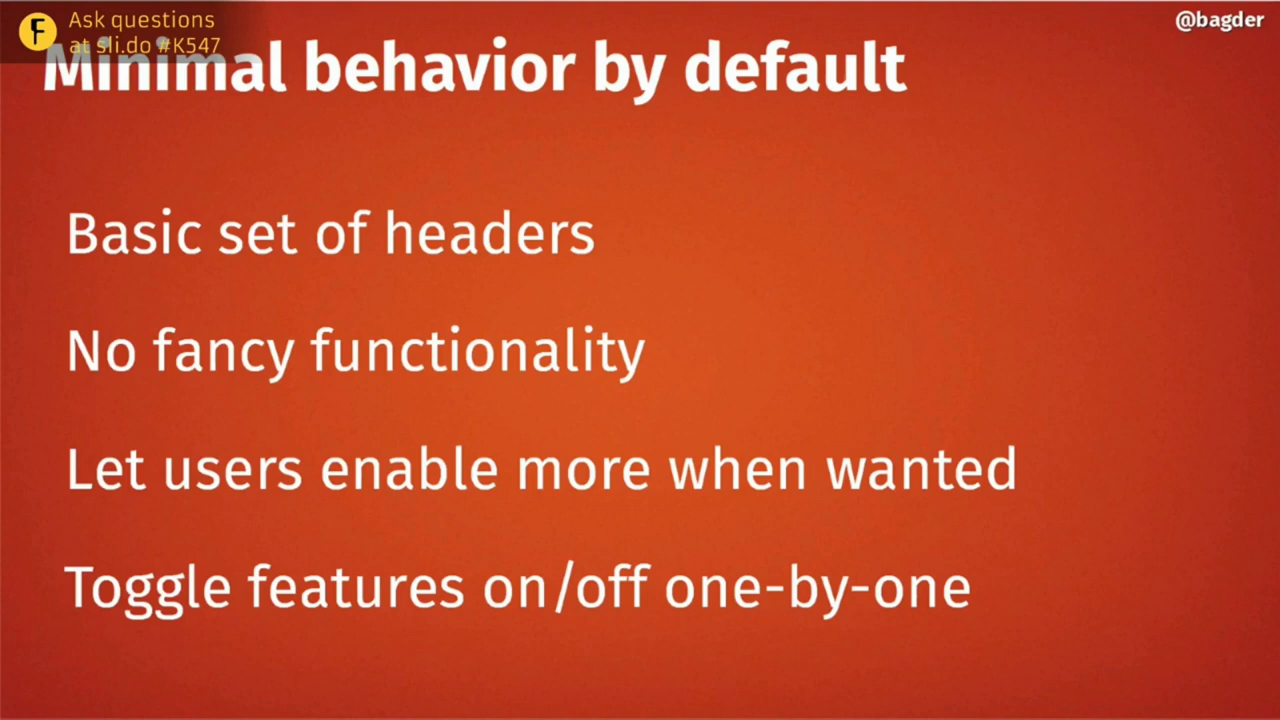 Ask questions
at sli.do #K547
@bagder
Minimal behavior by default
Basic set of headers
No fancy functionality
Let users enable more when wanted
Toggle features on/off one-by-one